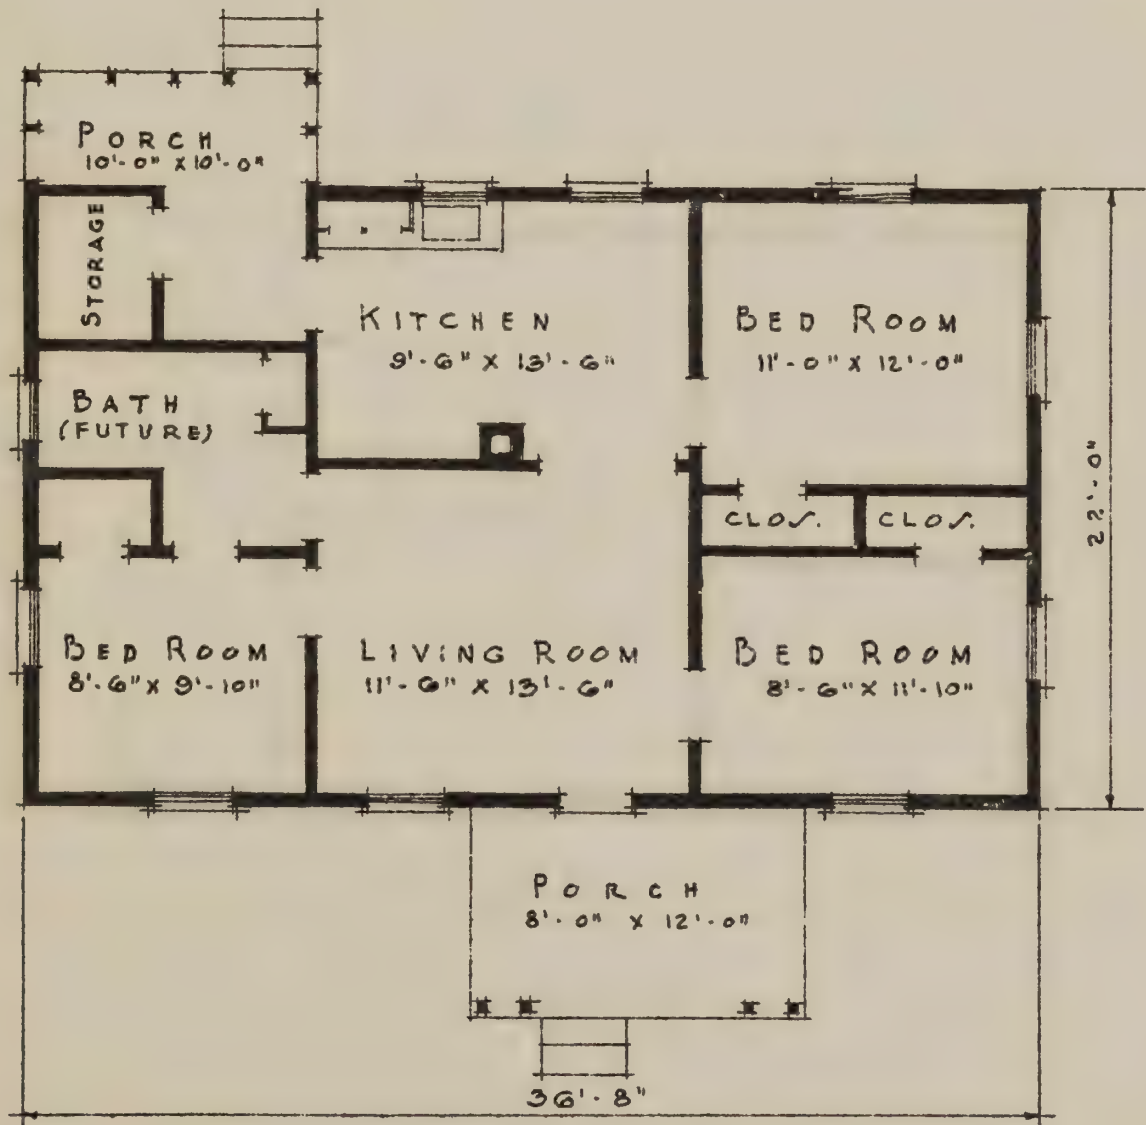 PORCH
10'-0" X 10'-0"
STORAGE
KITCHEN
9'-6" X 13'-6"
BED ROOM
11'-0" X 12'-0"
BATH
(FUTURE)
CLOS.
CLOS.
22'-0"
BED ROOM
8'-6" X 9'-10"
LIVING ROOM
11'-6" X 13'-6"
BED ROOM
8'-6" X 11'-10"
PORCH
8'-0" X 12'-0"
36'-8"